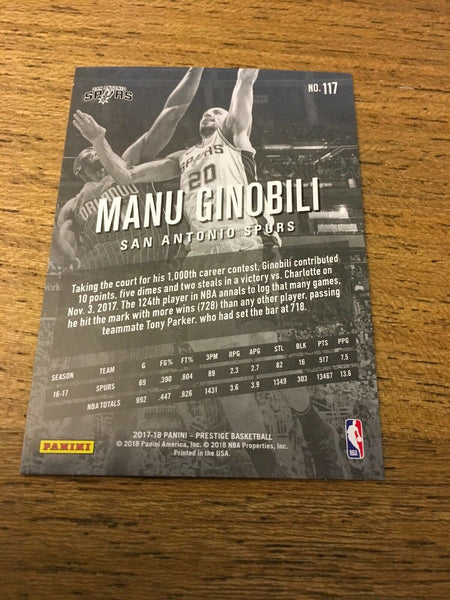 SAN ANTONIO
SPURS
NO. 117
SPURS
20
ORLANDO
MANU GINOBILI
SAN ANTONIO SPURS
Taking the court for his 1,000th career contest, Ginobili contributed
10 points, five dimes and two steals in a victory vs. Charlotte on
Nov. 3, 2017. The 124th player in NBA annals to log that many games,
he hit the mark with more wins (728) than any other player, passing
teammate Tony Parker, who had set the bar at 718.
SEASON TEAM G FG% FT% 3PM RPG APG STL BLK PTS PPG
16-17 SPURS 69 .390 .804 89 2.3 2.7 82 16 517 7.5
NBA TOTALS 992 .447 .826 1431 3.6 3.9 1349 303 13467 13.6
PANINI
2017-18 PANINI - PRESTIGE BASKETBALL
© 2018 Panini America, Inc. © 2018 NBA Properties, Inc.
Printed in the USA.
NBA